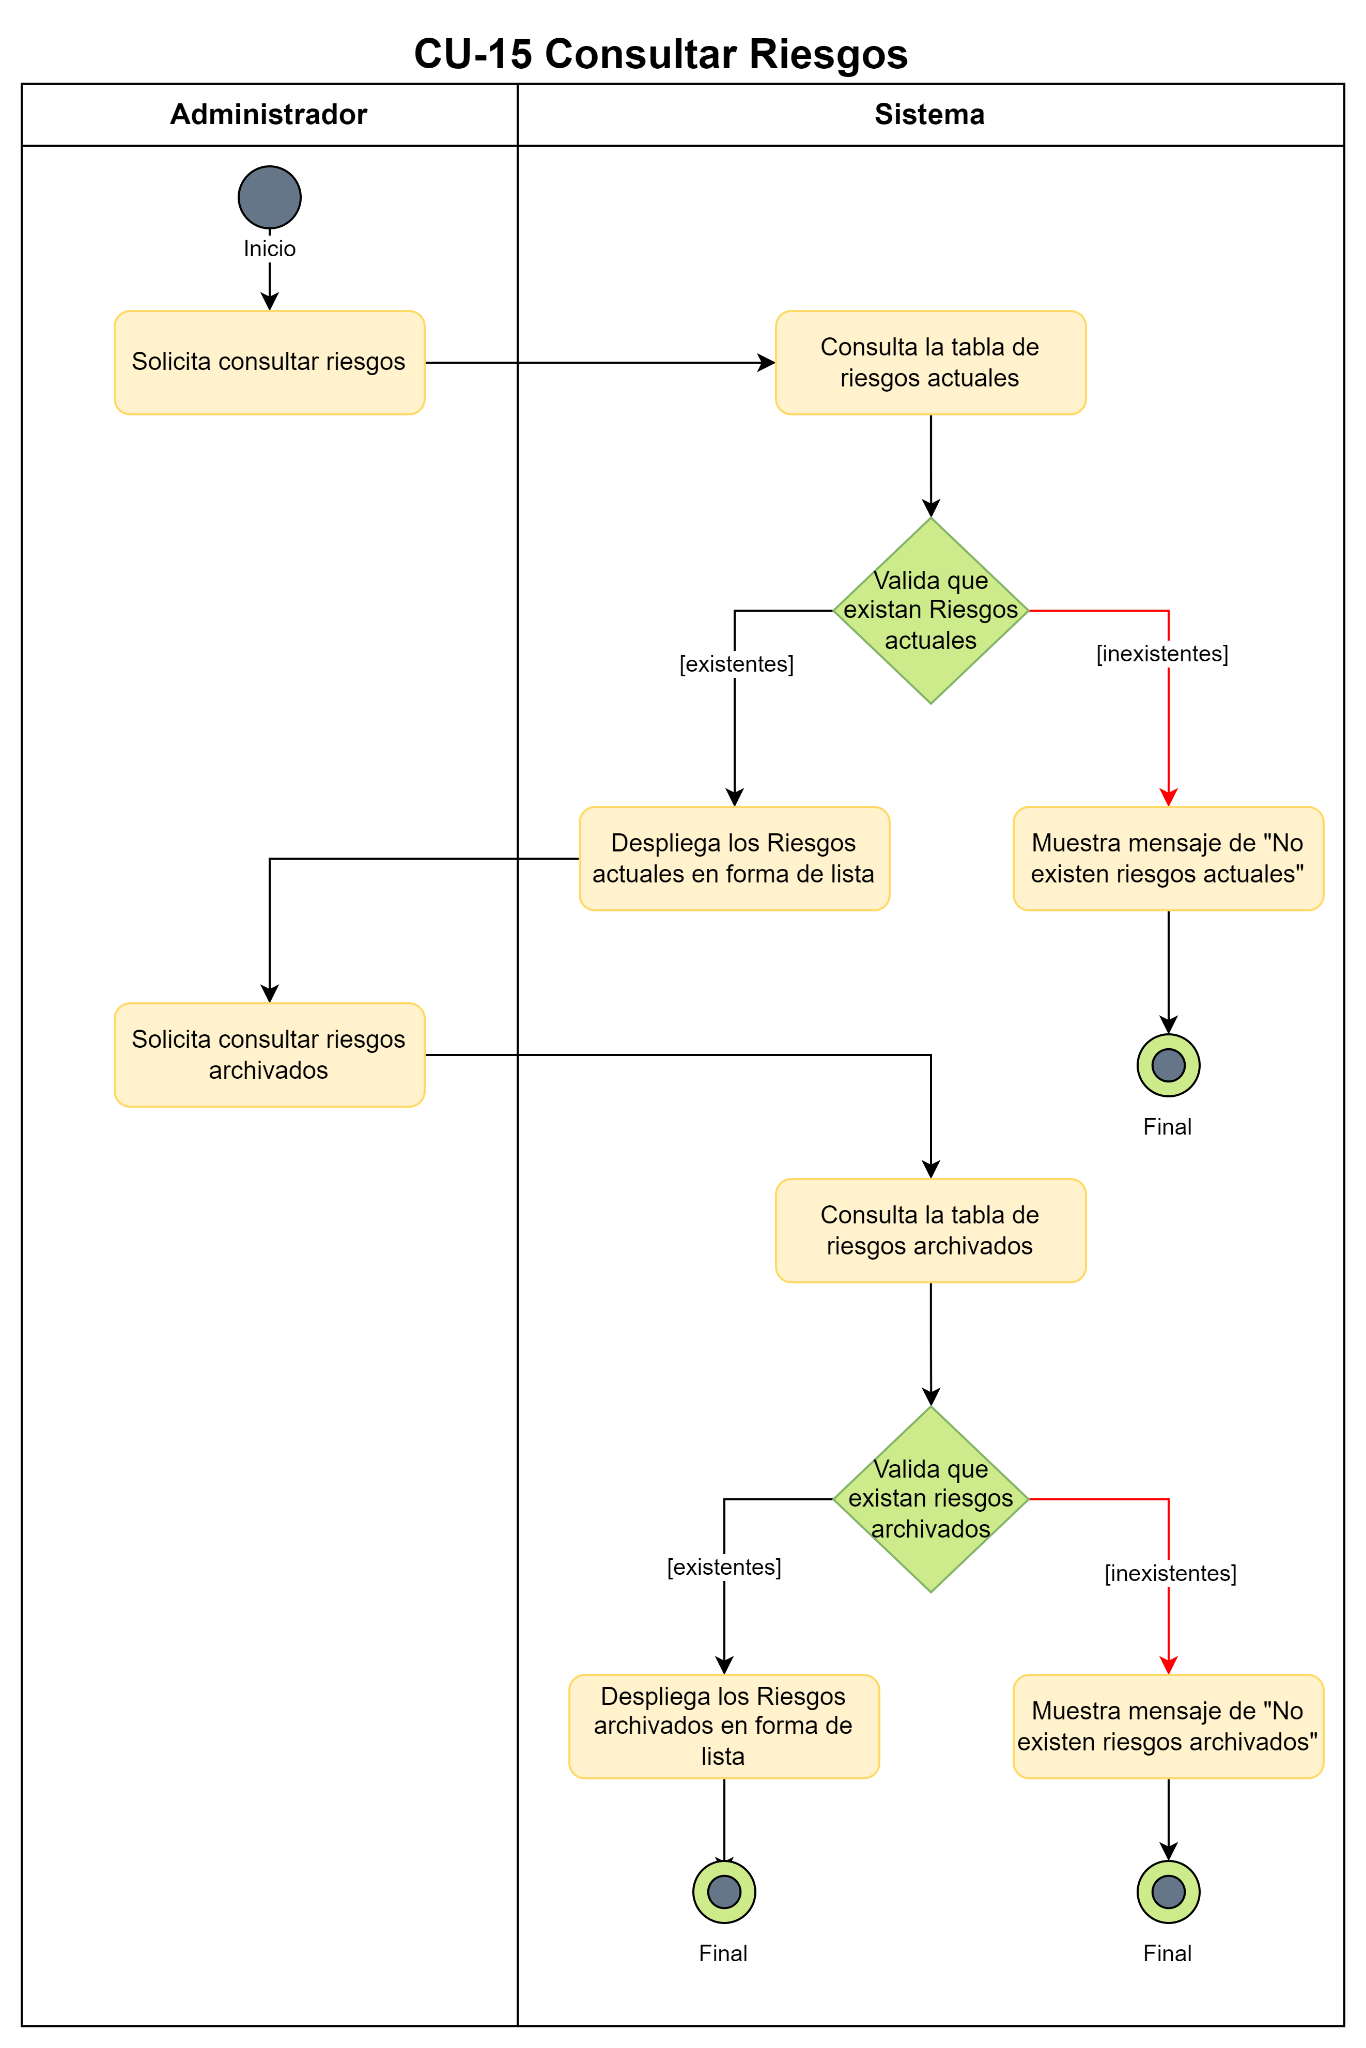 CU-15 Consultar Riesgos
Administrador
Sistema
Inicio
Solicita consultar riesgos
Consulta la tabla de
riesgos actuales
Valida que
existan Riesgos
actuales
[existentes]
[inexistentes]
Despliega los Riesgos
actuales en forma de lista
Muestra mensaje de "No
existen riesgos actuales"
Solicita consultar riesgos
archivados
Final
Consulta la tabla de
riesgos archivados
Valida que
existan riesgos
archivados
[existentes]
[inexistentes]
Despliega los Riesgos
archivados en forma de
lista
Muestra mensaje de "No
existen riesgos archivados"
Final
Final